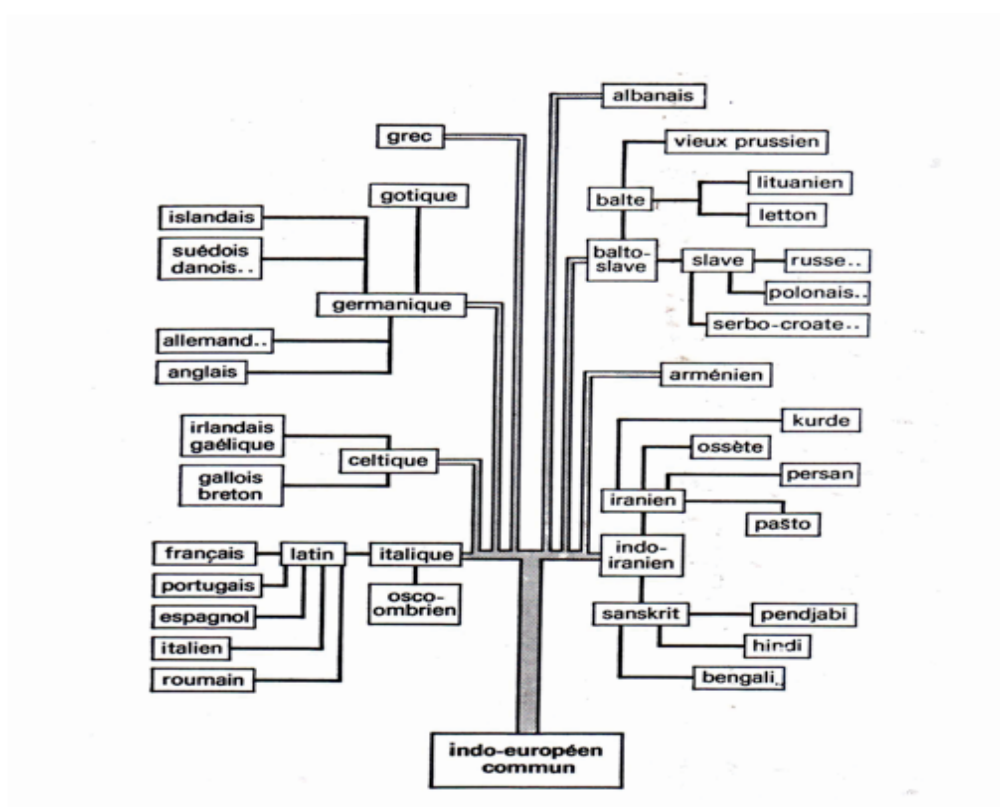 albanais
grec
vieux prussien
gotique
lituanien
balte
letton
islandais
suédois
danois..
balto-
slave
slave
russe..
polonais..
germanique
serbo-croate..
allemand..
anglais
arménien
kurde
irlandais
gaélique
ossète
celtique
persan
gallois
breton
iranien
pašto
français
latin
italique
indo-
iranien
portugais
osco-
ombrien
espagnol
sanskrit
pendjabi
italien
hindi
roumain
bengali..
indo-européen
commun